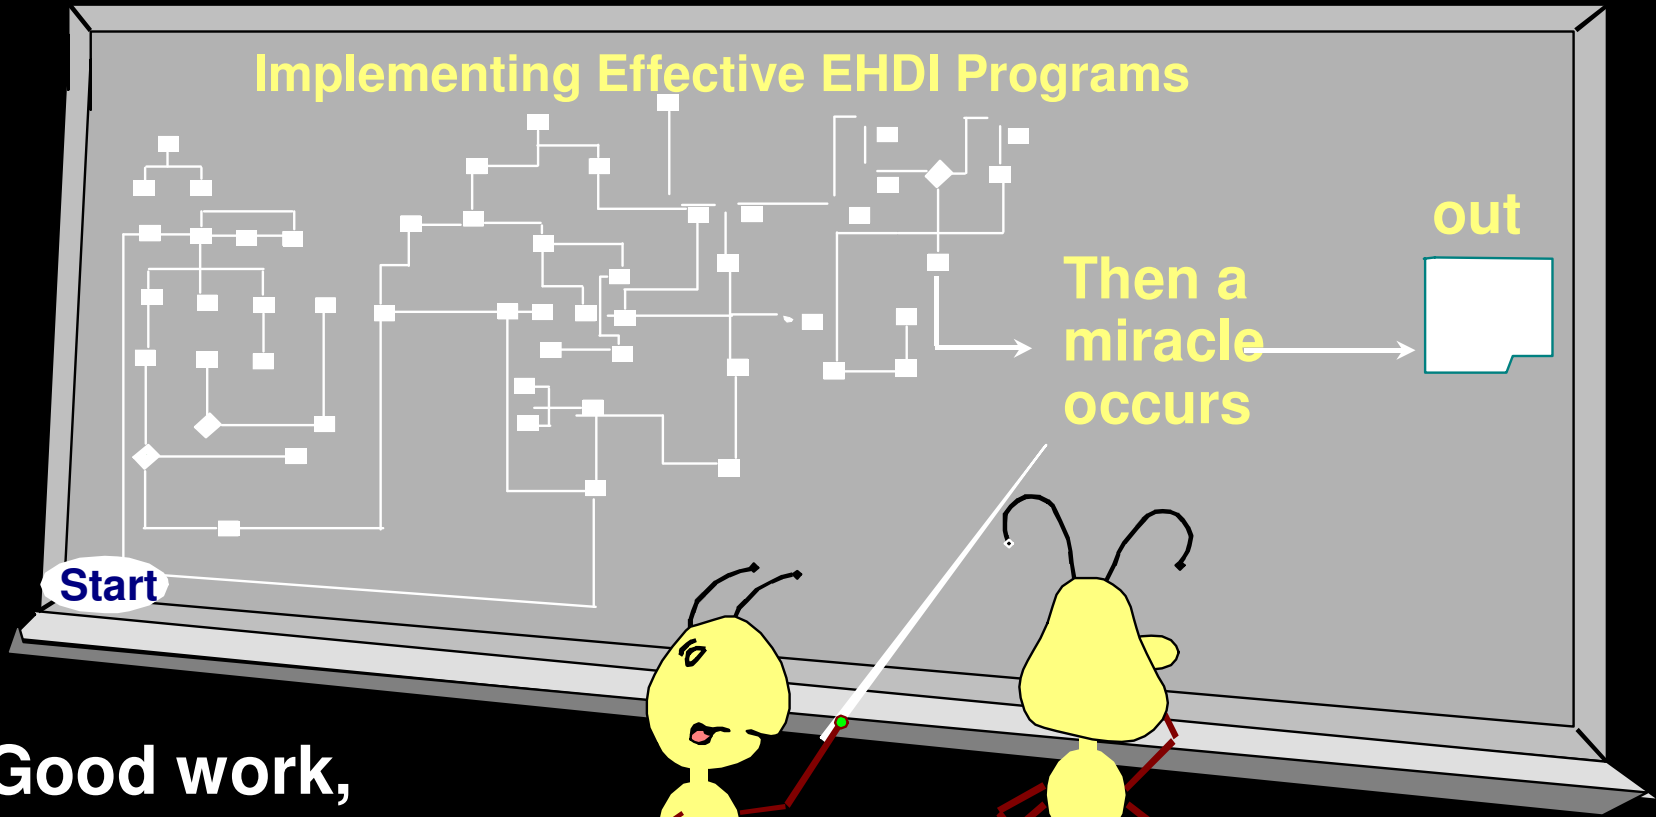 Implementing Effective EHDI Programs
out
Then a
miracle
occurs
Start
Good work,